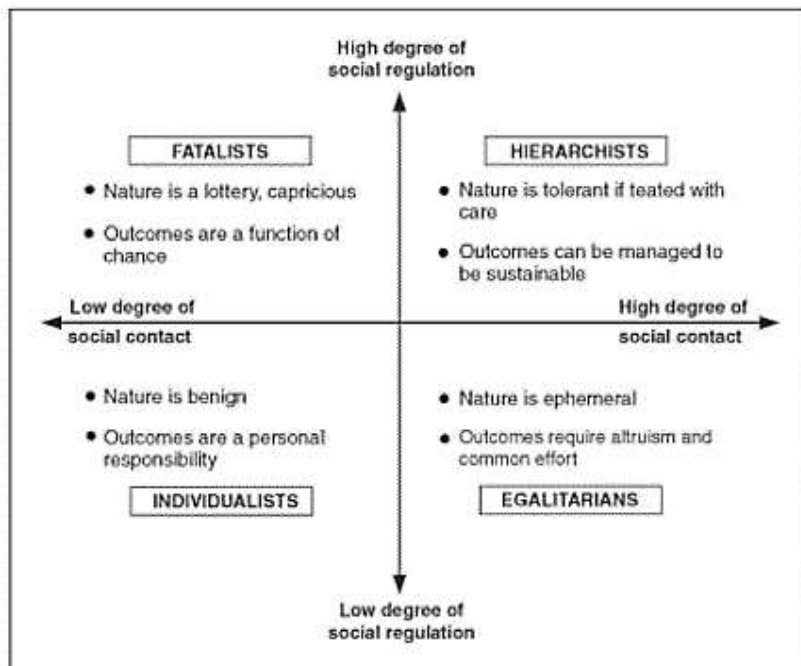 High degree of
social regulation
FATALISTS
● Nature is a lottery, capricious
● Outcomes are a function of
chance
HIERARCHISTS
● Nature is tolerant if teated with
care
● Outcomes can be managed to
be sustainable
Low degree of
social contact
High degree of
social contact
● Nature is benign
● Outcomes are a personal
responsibility
INDIVIDUALISTS
● Nature is ephemeral
● Outcomes require altruism and
common effort
EGALITARIANS
Low degree of
social regulation